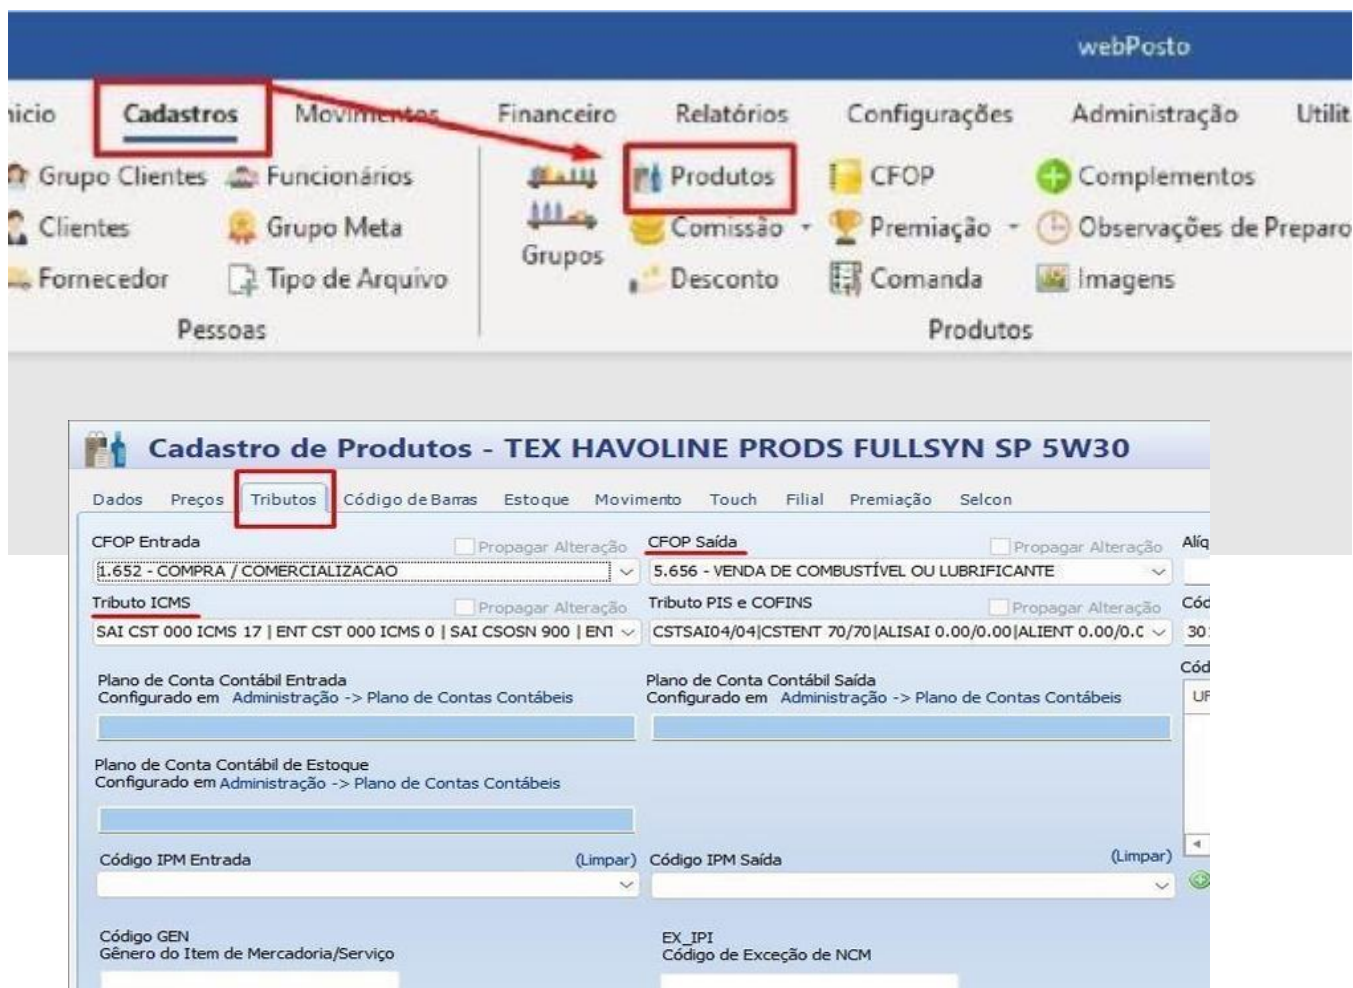 webPosto
nicio Cadastros Movimentos Financeiro Relatórios Configurações Administração Utilit
Grupo Clientes Funcionários Produtos CFOP Complementos
Clientes Grupo Meta Grupos Comissão Premiação Observações de Preparo
Fornecedor Tipo de Arquivo Desconto Comanda Imagens
Pessoas Produtos
Cadastro de Produtos - TEX HAVOLINE PRODS FULLSYN SP 5W30
Dados Preços Tributos Código de Barras Estoque Movimento Touch Filial Premiação Selcon
CFOP Entrada Propagar Alteração CFOP Saída Propagar Alteração Alíq
1.652 - COMPRA / COMERCIALIZACAO 5.656 - VENDA DE COMBUSTÍVEL OU LUBRIFICANTE
Tributo ICMS Propagar Alteração Tributo PIS e COFINS Propagar Alteração Cód
SAI CST 000 ICMS 17 | ENT CST 000 ICMS 0 | SAI CSOSN 900 | ENT CSTSAI04/04|CSTENT 70/70|ALISAI 0.00/0.00|ALIENT 0.00/0.0 30
Plano de Conta Contábil Entrada Plano de Conta Contábil Saída Cód
Configurado em Administração -> Plano de Contas Contábeis Configurado em Administração -> Plano de Contas Contábeis UF
Plano de Conta Contábil de Estoque
Configurado em Administração -> Plano de Contas Contábeis
Código IPM Entrada (Limpar) Código IPM Saída (Limpar)
Código GEN EX_IPI
Gênero do Item de Mercadoria/Serviço Código de Exceção de NCM